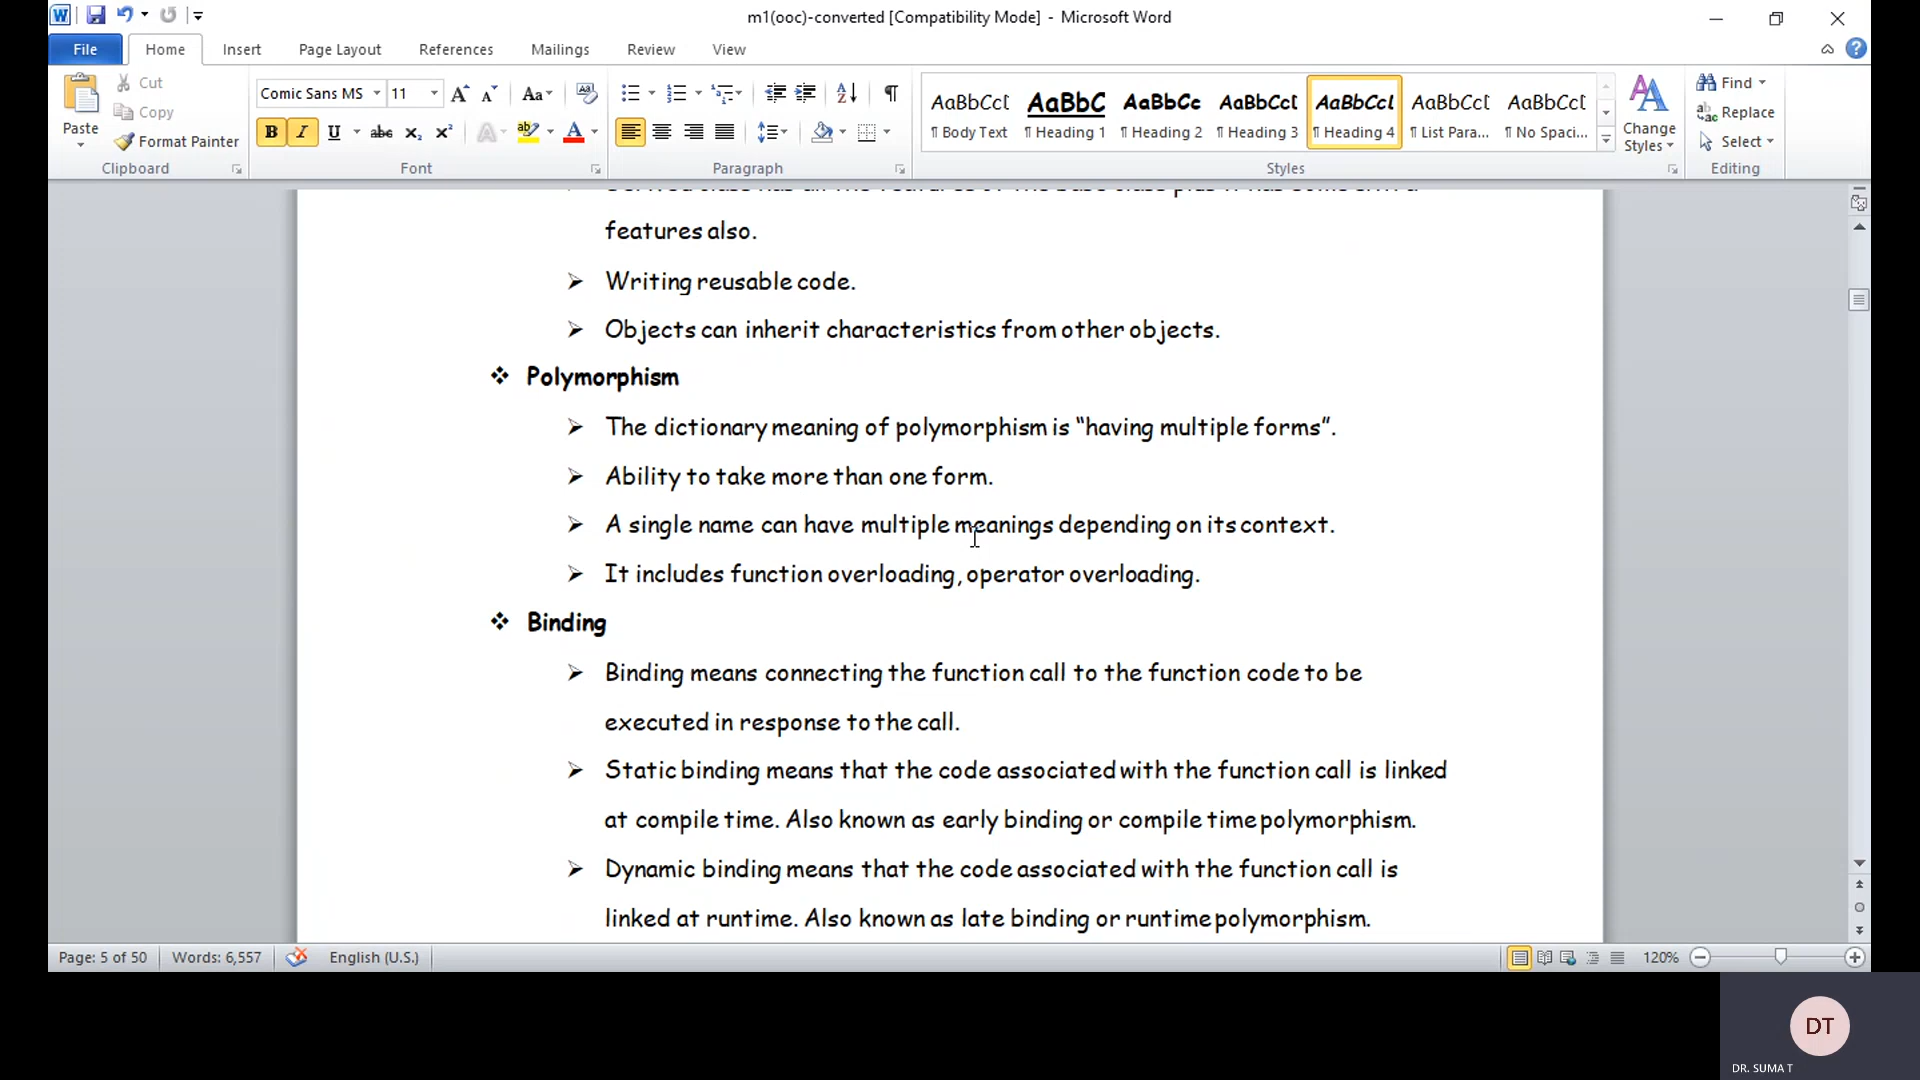 m1(ooc)-converted [Compatibility Mode] - Microsoft Word
File Home Insert Page Layout References Mailings Review View
Paste Cut Copy Format Painter
Comic Sans MS 11
AaBbCcI AaBbC AaBbCc AaBbCcI AaBbCcL AaBbCcI AaBbCcI
¶ Body Text ¶ Heading 1 ¶ Heading 2 ¶ Heading 3 ¶ Heading 4 ¶ List Para... ¶ No Spaci...
Change Styles
Find
Replace
Select
Clipboard Font Paragraph Styles Editing
features also.
➢ Writing reusable code.
➢ Objects can inherit characteristics from other objects.
❖ Polymorphism
➢ The dictionary meaning of polymorphism is “having multiple forms”.
➢ Ability to take more than one form.
➢ A single name can have multiple meanings depending on its context.
➢ It includes function overloading, operator overloading.
❖ Binding
➢ Binding means connecting the function call to the function code to be
executed in response to the call.
➢ Static binding means that the code associated with the function call is linked
at compile time. Also known as early binding or compile time polymorphism.
➢ Dynamic binding means that the code associated with the function call is
linked at runtime. Also known as late binding or runtime polymorphism.
Page: 5 of 50 Words: 6,557 English (U.S.) 120%
DT
DR. SUMA T